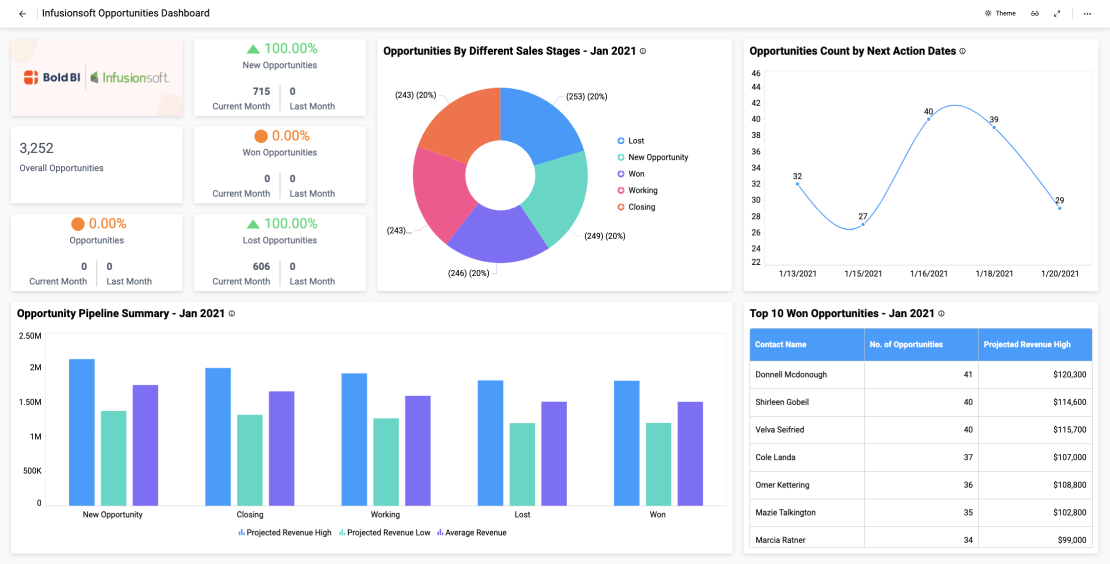 Infusionsoft Opportunities Dashboard
Theme
BoldBI
Infusionsoft.
100.00%
New Opportunities
715 0
Current Month Last Month
3,252
Overall Opportunities
0.00%
Won Opportunities
0 0
Current Month Last Month
0.00%
Opportunities
0 0
Current Month Last Month
100.00%
Lost Opportunities
606 0
Current Month Last Month
Opportunities By Different Sales Stages - Jan 2021
(243) (20%)
(253) (20%)
(243)...
(249) (20%)
(246) (20%)
Lost
New Opportunity
Won
Working
Closing
Opportunities Count by Next Action Dates
46
44
42
40
38
36
34
32
30
28
26
24
22
32
27
40
39
29
1/13/2021 1/15/2021 1/16/2021 1/18/2021 1/20/2021
Opportunity Pipeline Summary - Jan 2021
2.50M
2M
1.50M
1M
500K
0
New Opportunity Closing Working Lost Won
Projected Revenue High Projected Revenue Low Average Revenue
Top 10 Won Opportunities - Jan 2021
Contact Name No. of Opportunities Projected Revenue High
Donnell Mcdonough 41 $120,300
Shirleen Gobeil 40 $114,600
Velva Seifried 40 $115,700
Cole Landa 37 $107,000
Omer Kettering 36 $108,800
Mazie Talkington 35 $102,800
Marcia Ratner 34 $99,000